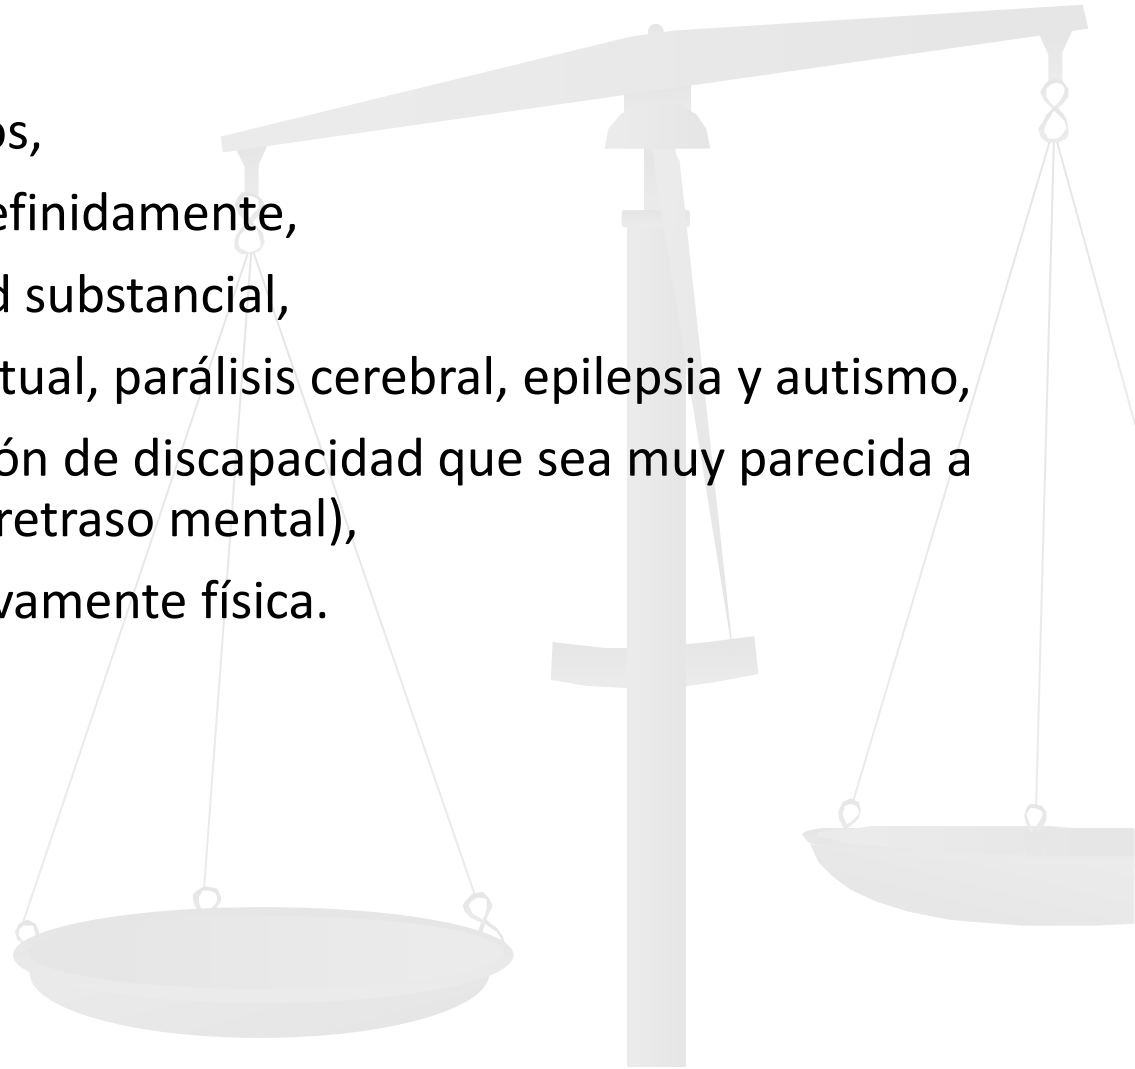 os,
efinidamente,
d substancial,
tual, parálisis cerebral, epilepsia y autismo,
ón de discapacidad que sea muy parecida a
retraso mental),
vamente física.